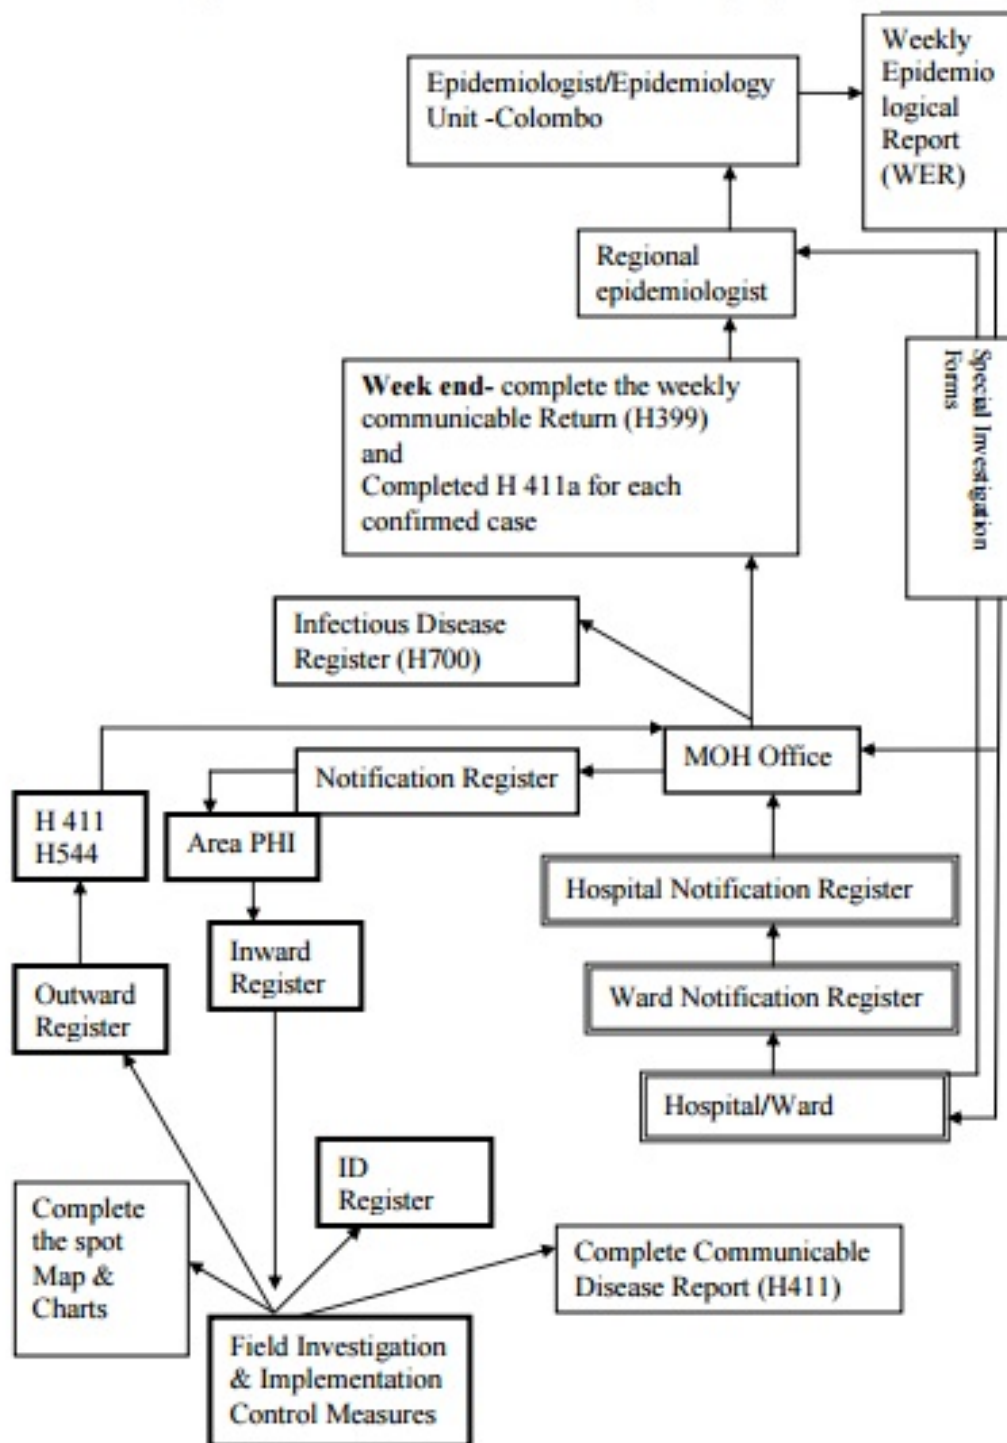 Weekly
Epidemio
logical
Report
(WER)
Epidemiologist/Epidemiology
Unit -Colombo
Regional
epidemiologist
Special Investigation
Forms
Week end- complete the weekly
communicable Return (H399)
and
Completed H 411a for each
confirmed case
Infectious Disease
Register (H700)
MOH Office
Notification Register
H 411
H544
Area PHI
Hospital Notification Register
Inward
Register
Outward
Register
Ward Notification Register
Hospital/Ward
ID
Register
Complete
the spot
Map &
Charts
Complete Communicable
Disease Report (H411)
Field Investigation
& Implementation
Control Measures